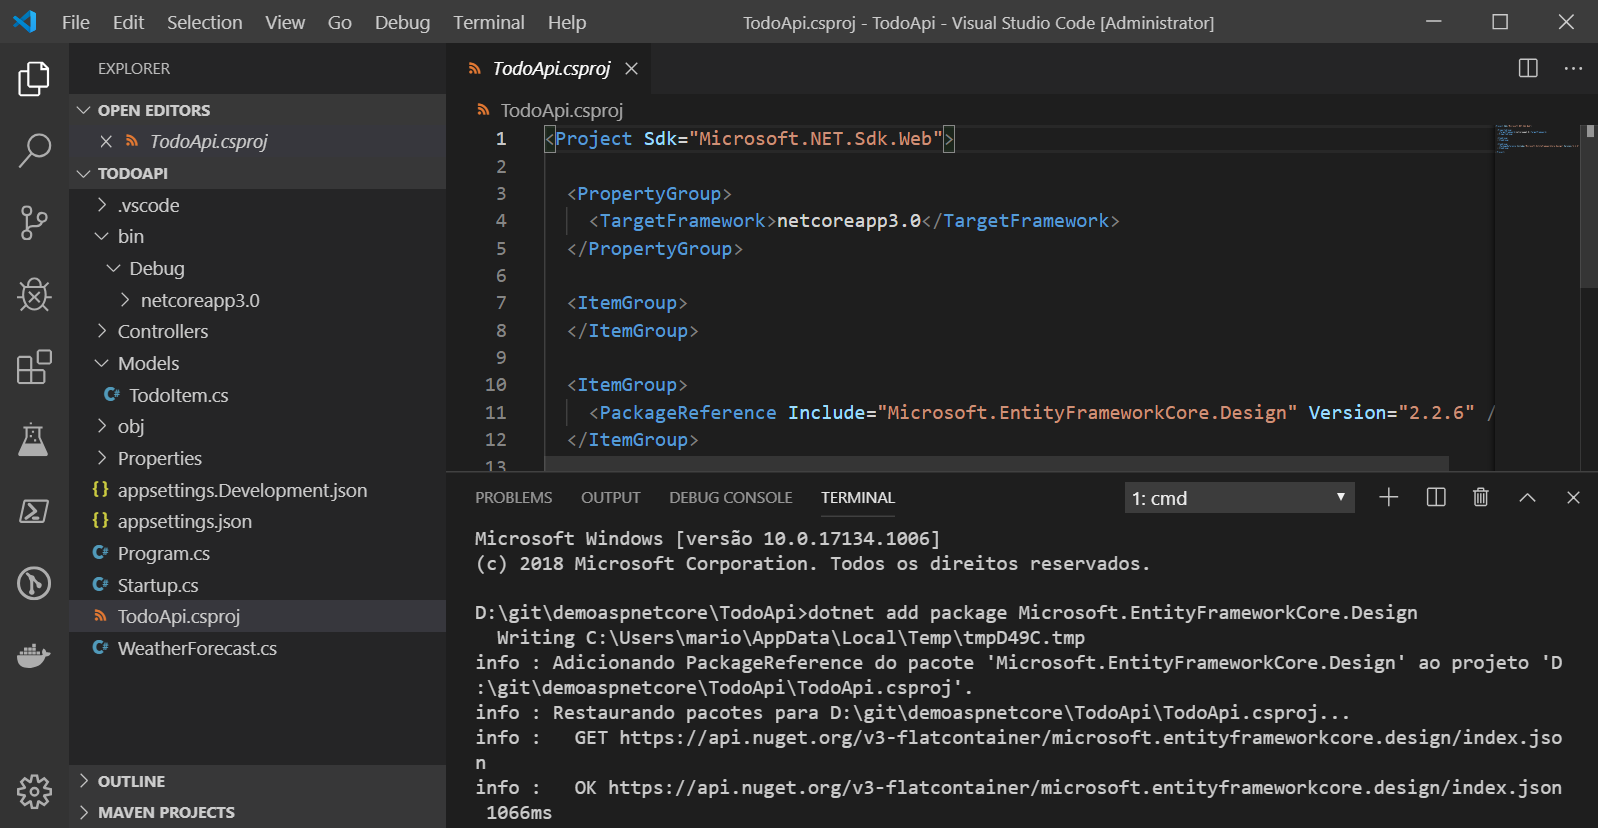 File Edit Selection View Go Debug Terminal Help
TodoApi.csproj - TodoApi - Visual Studio Code [Administrator]
EXPLORER
OPEN EDITORS
TodoApi.csproj
TODOAPI
.vscode
bin
Debug
netcoreapp3.0
Controllers
Models
TodoItem.cs
obj
Properties
appsettings.Development.json
appsettings.json
Program.cs
Startup.cs
TodoApi.csproj
WeatherForecast.cs
OUTLINE
MAVEN PROJECTS
TodoApi.csproj
TodoApi.csproj
1 <Project Sdk="Microsoft.NET.Sdk.Web">
2
3 <PropertyGroup>
4 <TargetFramework>netcoreapp3.0</TargetFramework>
5 </PropertyGroup>
6
7 <ItemGroup>
8 </ItemGroup>
9
10 <ItemGroup>
11 <PackageReference Include="Microsoft.EntityFrameworkCore.Design" Version="2.2.6" /
12 </ItemGroup>
13
PROBLEMS OUTPUT DEBUG CONSOLE TERMINAL 1: cmd
Microsoft Windows [versão 10.0.17134.1006]
(c) 2018 Microsoft Corporation. Todos os direitos reservados.
D:\git\demoaspnetcore\TodoApi>dotnet add package Microsoft.EntityFrameworkCore.Design
Writing C:\Users\mario\AppData\Local\Temp\tmpD49C.tmp
info : Adicionando PackageReference do pacote 'Microsoft.EntityFrameworkCore.Design' ao projeto 'D
:\git\demoaspnetcore\TodoApi\TodoApi.csproj'.
info : Restaurando pacotes para D:\git\demoaspnetcore\TodoApi\TodoApi.csproj...
info :   GET https://api.nuget.org/v3-flatcontainer/microsoft.entityframeworkcore.design/index.jso
n
info :   OK https://api.nuget.org/v3-flatcontainer/microsoft.entityframeworkcore.design/index.json
1066ms